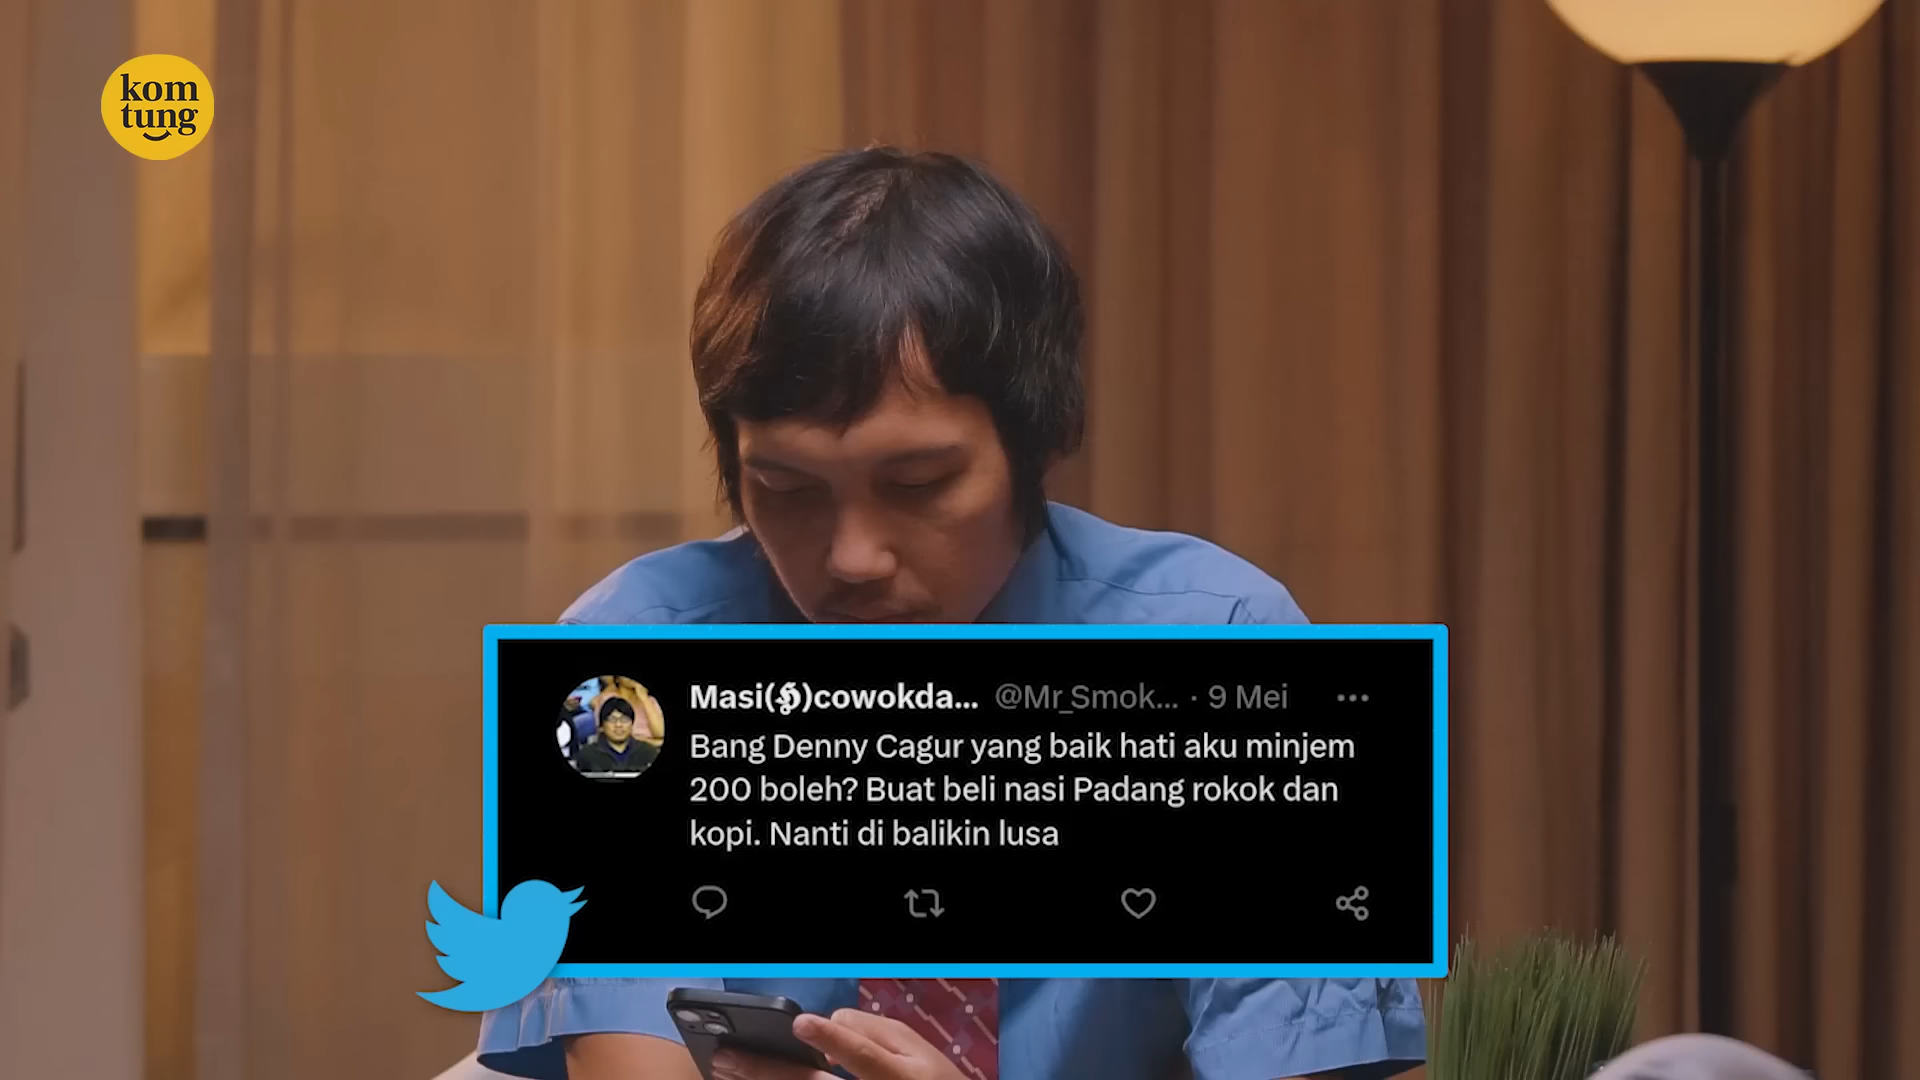 kom
tung
Masi(🕉)cowokda... @Mr_Smok... · 9 Mei
Bang Denny Cagur yang baik hati aku minjem
200 boleh? Buat beli nasi Padang rokok dan
kopi. Nanti di balikin lusa